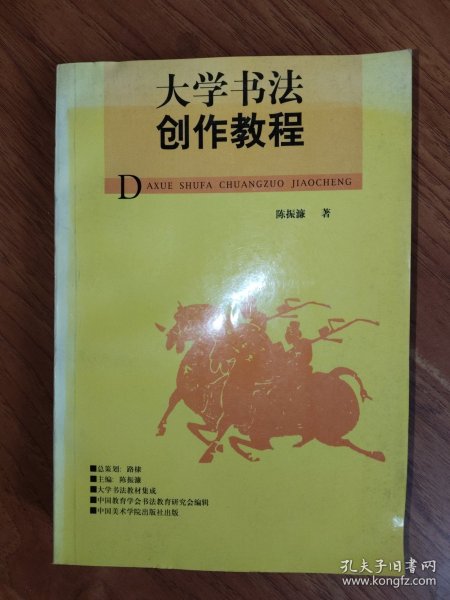 大学书法
创作教程
DAXUE SHUFA CHUANGZUO JIAOCHENG
陈振濂 著
■总策划: 路棣
■主编: 陈振濂
■大学书法教材集成
■中国教育学会书法教育研究会编辑
■中国美术学院出版社出版
孔夫子旧书网
www.kongfz.com